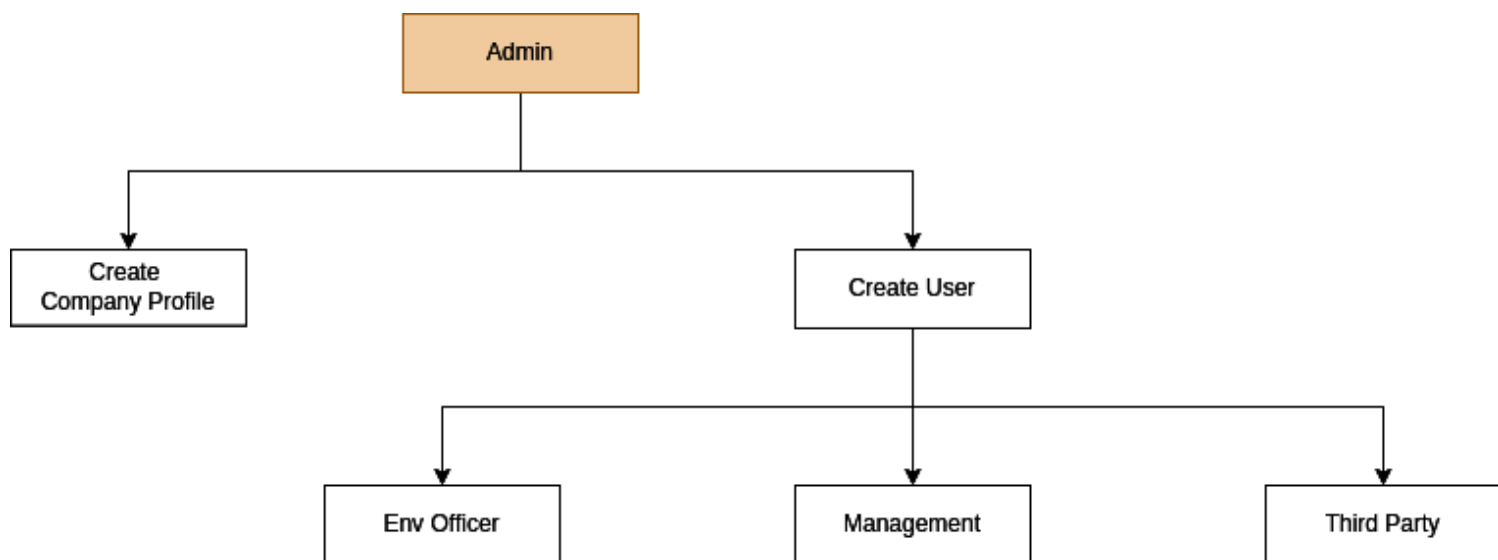 Admin
Create
Company Profile
Create User
Env Officer
Management
Third Party